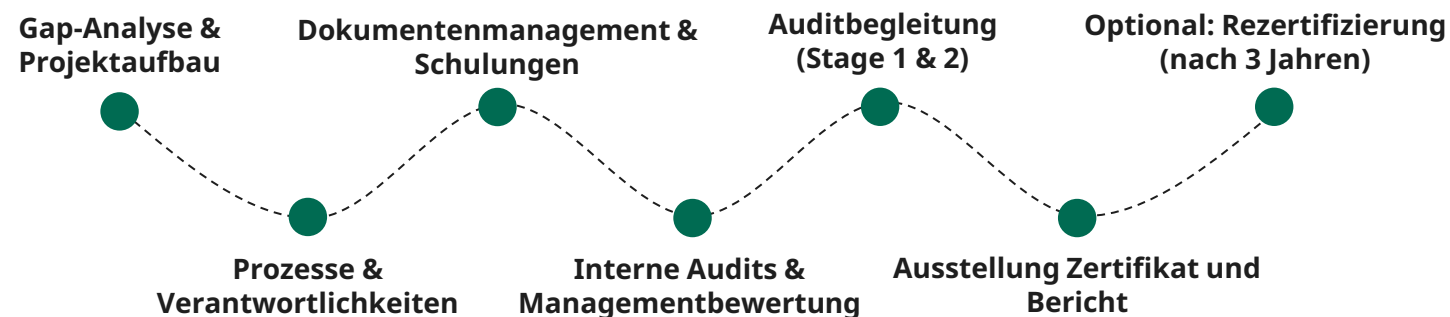 Gap-Analyse &
Projektaufbau
Prozesse &
Verantwortlichkeiten
Dokumentenmanagement &
Schulungen
Interne Audits &
Managementbewertung
Auditbegleitung
(Stage 1 & 2)
Ausstellung Zertifikat und
Bericht
Optional: Rezertifizierung
(nach 3 Jahren)